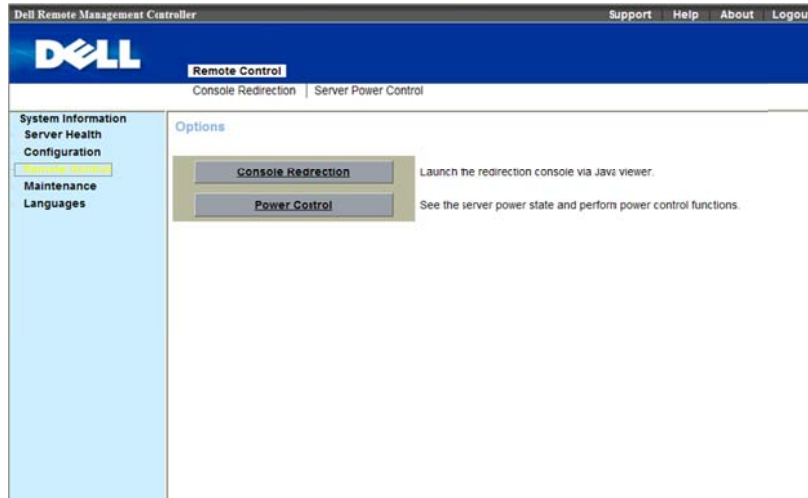 Dell Remote Management Controller
Support Help About Logou
DELL
Remote Control
Console Redirection | Server Power Control
System Information
Server Health
Configuration
Remote Control
Maintenance
Languages
Options
Console Redirection Launch the redirection console via Java viewer.
Power Control See the server power state and perform power control functions.